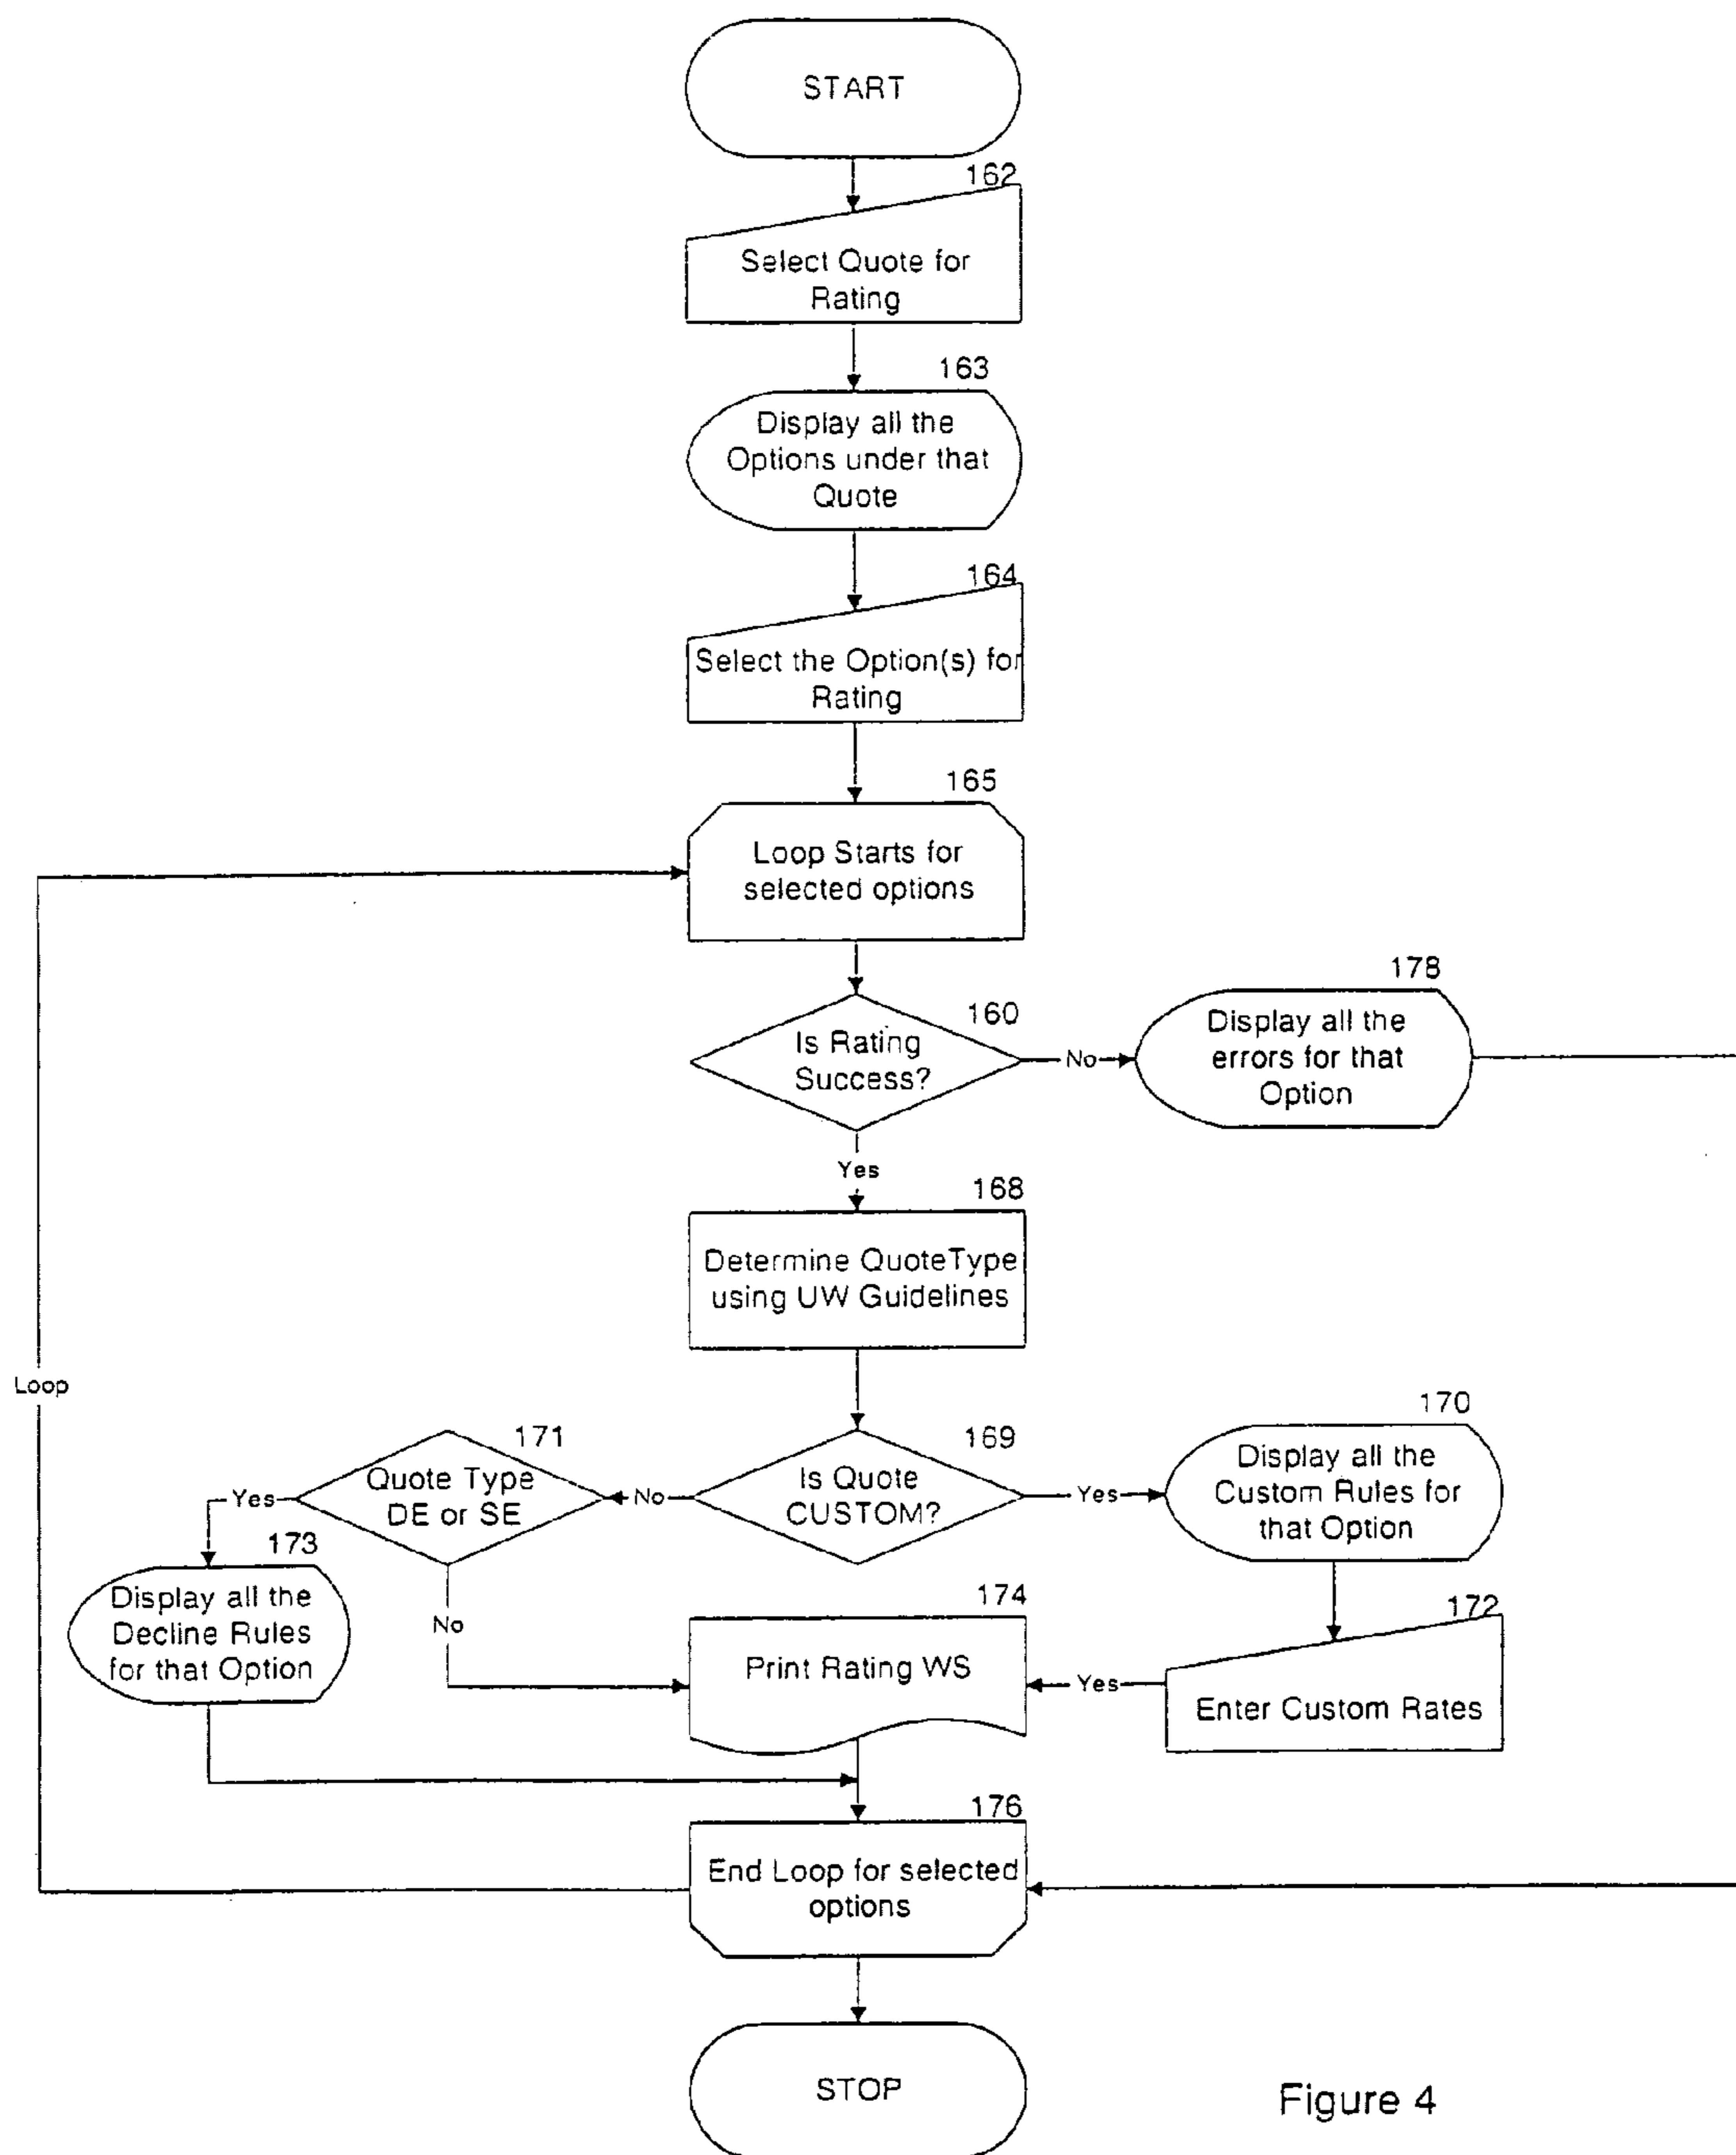 START
162
Select Quote for
Rating
163
Display all the
Options under that
Quote
164
Select the Option(s) for
Rating
165
Loop Starts for
selected options
160
Is Rating
Success?
No
178
Display all the
errors for that
Option
Yes
168
Determine QuoteType
using UW Guidelines
Loop
171
Quote Type
DE or SE
Yes
No
169
Is Quote
CUSTOM?
No
Yes
170
Display all the
Custom Rules for
that Option
173
Display all the
Decline Rules
for that Option
174
Print Rating WS
Yes
172
Enter Custom Rates
176
End Loop for selected
options
STOP
Figure 4